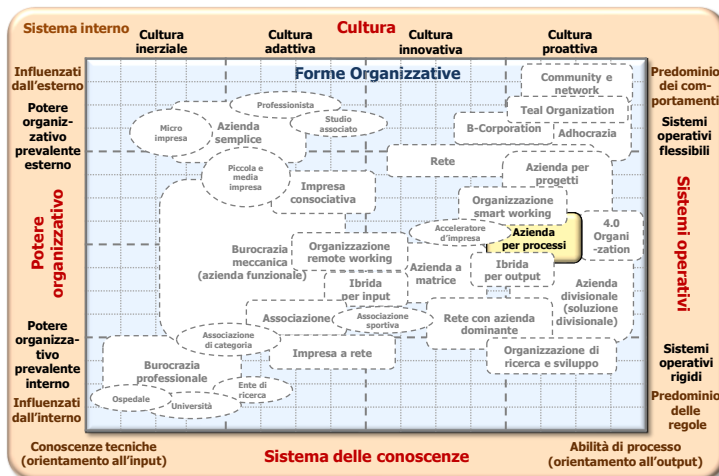 Sistema interno
Cultura
Cultura
inerziale
Cultura
adattiva
Cultura
innovativa
Cultura
proattiva
Influenzati
dall'esterno
Potere
organiz-
zativo
prevalente
esterno
Potere
organizzativo
Potere
organizza-
tivo
prevalente
interno
Influenzati
dall'interno
Forme Organizzative
Community e
network
Teal Organization
B-Corporation
Adhocrazia
Professionista
Studio
associato
Micro
impresa
Azienda
semplice
Rete
Azienda per
progetti
Piccola e
media
impresa
Impresa
consociativa
Organizzazione
smart working
Acceleratore
d'impresa
Azienda
per processi
4.0
Organi
-zation
Burocrazia
meccanica
(azienda funzionale)
Organizzazione
remote working
Azienda a
matrice
Ibrida
per output
Ibrida
per input
Azienda
divisionale
(soluzione
divisionale)
Associazione
Associazione
sportiva
Rete con azienda
dominante
Associazione
di categoria
Impresa a rete
Organizzazione di
ricerca e sviluppo
Burocrazia
professionale
Ente di
ricerca
Ospedale
Università
Predominio
dei com-
portamenti
Sistemi
operativi
flessibili
Sistemi operativi
Sistemi
operativi
rigidi
Predominio
delle
regole
Conoscenze tecniche
(orientamento all'input)
Sistema delle conoscenze
Abilità di processo
(orientamento all'output)